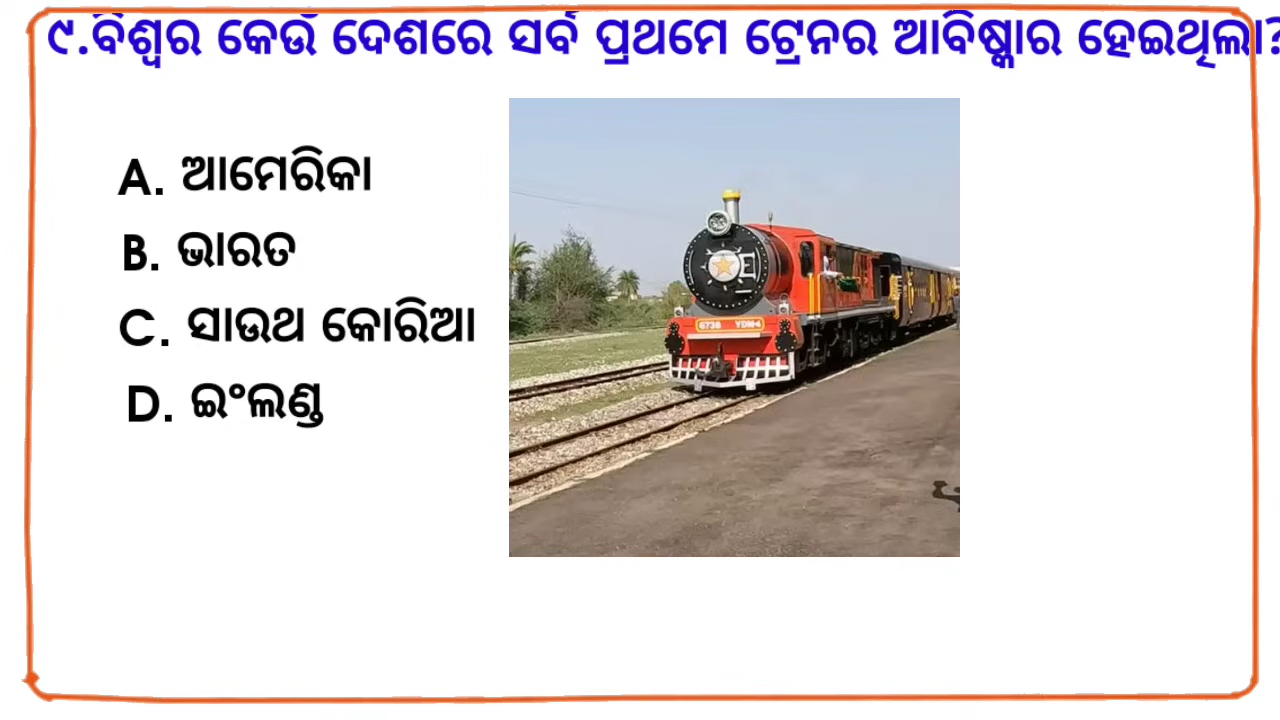 ୯.ବିଶ୍ୱର କେଉଁ ଦେଶରେ ସର୍ବ ପ୍ରଥମେ ଟ୍ରେନର ଆବିଷ୍କାର ହେଇଥିଲା?
A. ଆମେରିକା
B. ଭାରତ
C. ସାଉଥ କୋରିଆ
D. ଇଂଲଣ୍ଡ
6738 YDM4